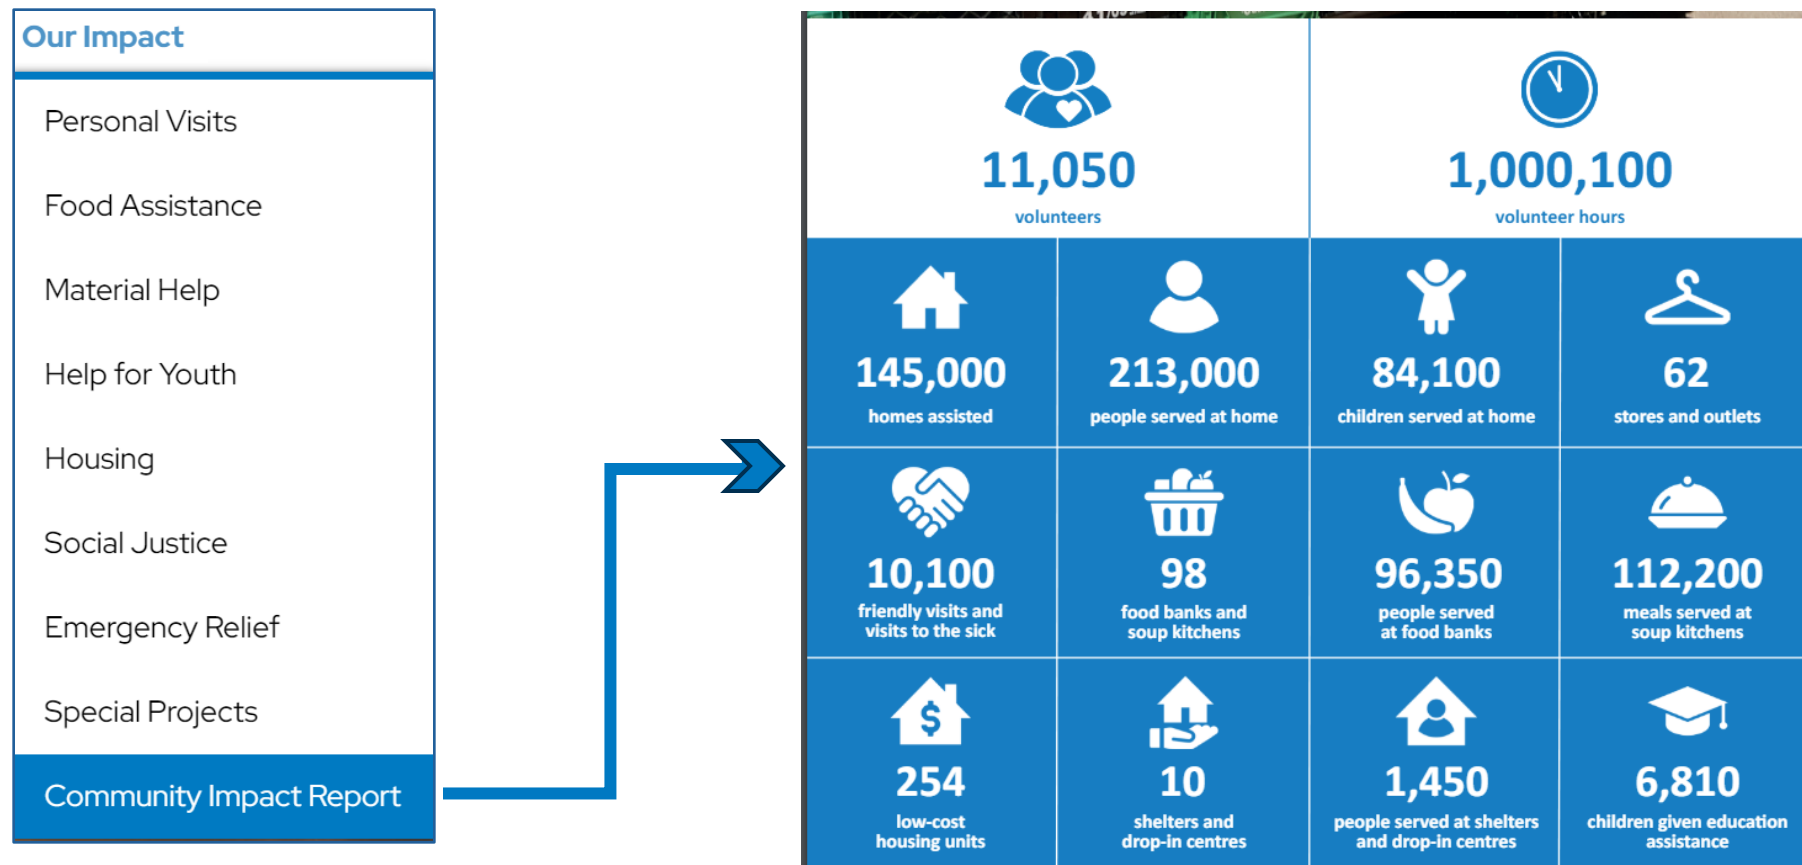 Our Impact
Personal Visits
Food Assistance
Material Help
Help for Youth
Housing
Social Justice
Emergency Relief
Special Projects
Community Impact Report
11,050
volunteers
1,000,100
volunteer hours
145,000
homes assisted
213,000
people served at home
84,100
children served at home
62
stores and outlets
10,100
friendly visits and
visits to the sick
98
food banks and
soup kitchens
96,350
people served
at food banks
112,200
meals served at
soup kitchens
$
254
low-cost
housing units
10
shelters and
drop-in centres
1,450
people served at shelters
and drop-in centres
6,810
children given education
assistance